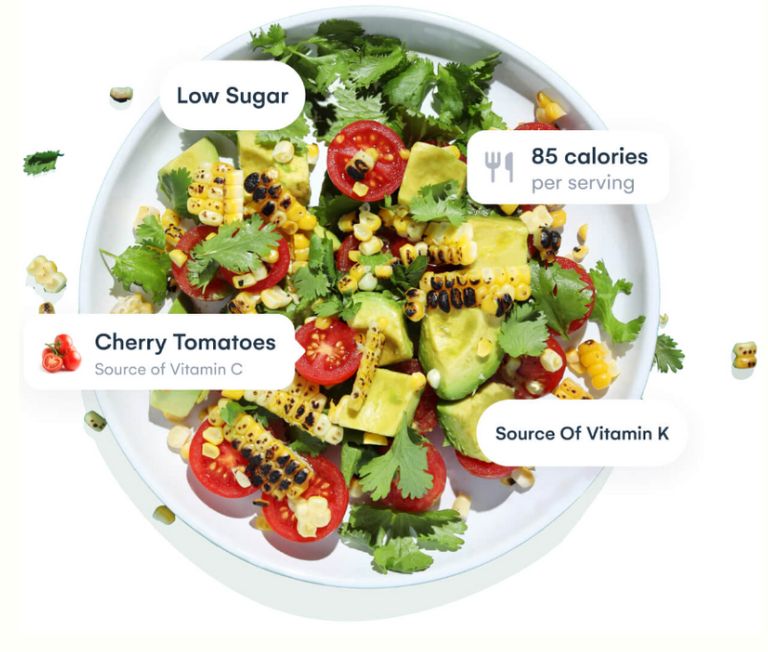 Low Sugar
85 calories
per serving
Cherry Tomatoes
Source of Vitamin C
Source Of Vitamin K